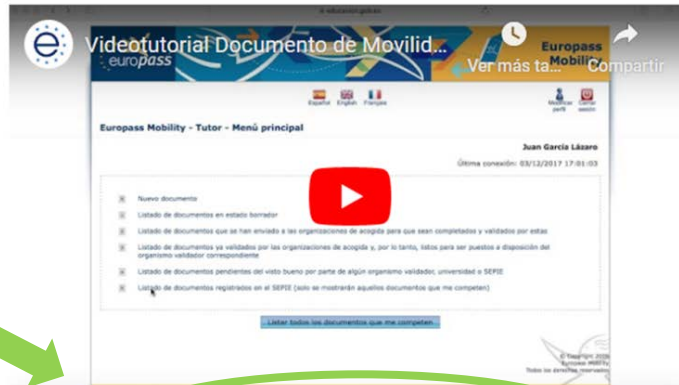 Videotutorial Documento de Movilid...
Ver más ta...
Compartir
europass
Europass
Mobility
Español English Français
Modificar perfil
Cerrar sesión
Europass Mobility - Tutor - Menú principal
Juan García Lázaro
Última conexión: 03/12/2017 17:01:03
Nuevo documento
Listado de documentos en estado borrador
Listado de documentos que se han enviado a las organizaciones de acogida para que sean completados y validados por estas
Listado de documentos ya validados por las organizaciones de acogida y, por lo tanto, listos para ser puestos a disposición del
organismo validador correspondiente
Listado de documentos pendientes del visto bueno por parte de algún organismo validador, universidad o SEPIE
Listado de documentos registrados en el SEPIE (solo se mostrarán aquellos documentos que me competen)
Listar todos los documentos que me competen
Europass Mobility
Todos los derechos reservados